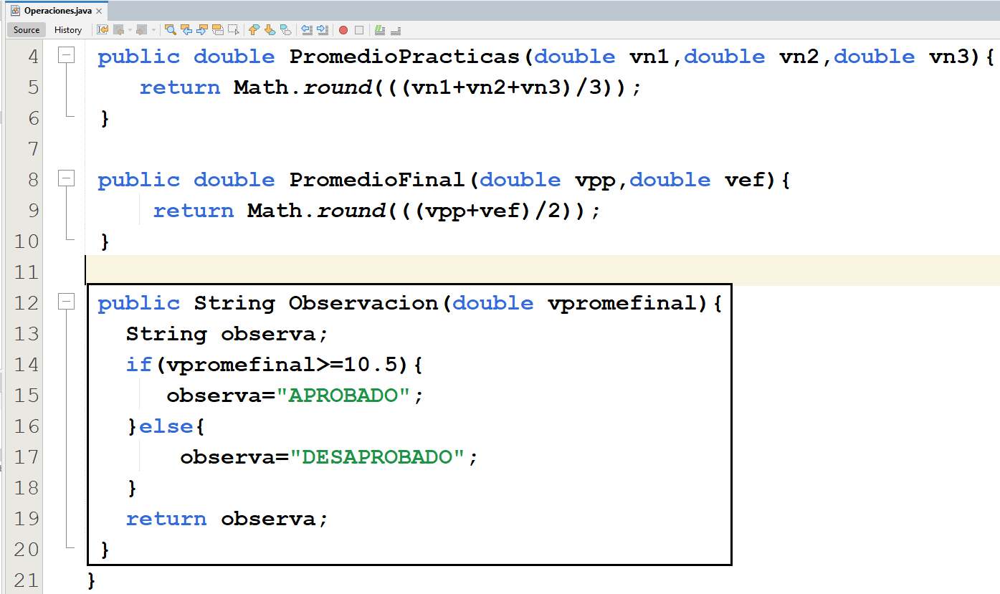 Operaciones.java
Source History
4 public double PromedioPracticas(double vn1,double vn2,double vn3){
5 return Math.round(((vn1+vn2+vn3)/3));
6 }
7
8 public double PromedioFinal(double vpp,double vef){
9 return Math.round(((vpp+vef)/2));
10 }
11
12 public String Observacion(double vpromefinal){
13 String observa;
14 if(vpromefinal>=10.5){
15 observa="APROBADO";
16 }else{
17 observa="DESAPROBADO";
18 }
19 return observa;
20 }
21 }